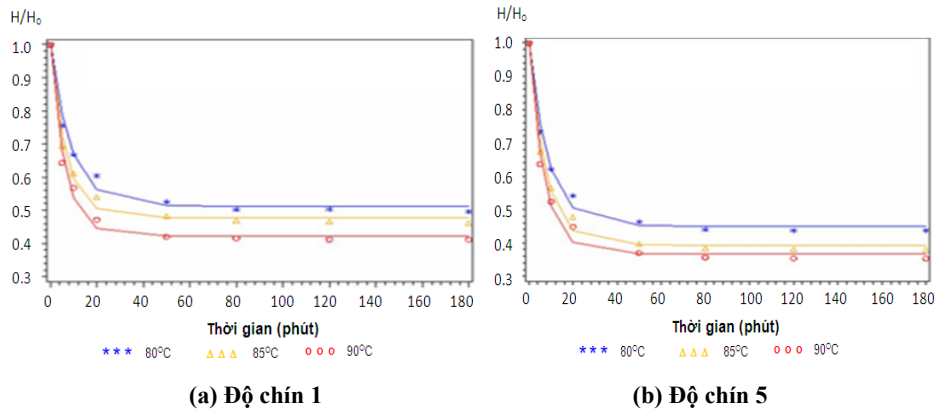 H/H₀
1.0
0.9
0.8
0.7
0.6
0.5
0.4
0.3
0 20 40 60 80 100 120 140 160 180
Thời gian (phút)
*** 80⁰C △△△ 85⁰C ○○○ 90⁰C
(a) Độ chín 1
H/H₀
1.0
0.9
0.8
0.7
0.6
0.5
0.4
0.3
0 20 40 60 80 100 120 140 160 180
Thời gian (phút)
*** 80⁰C △△△ 85⁰C ○○○ 90⁰C
(b) Độ chín 5